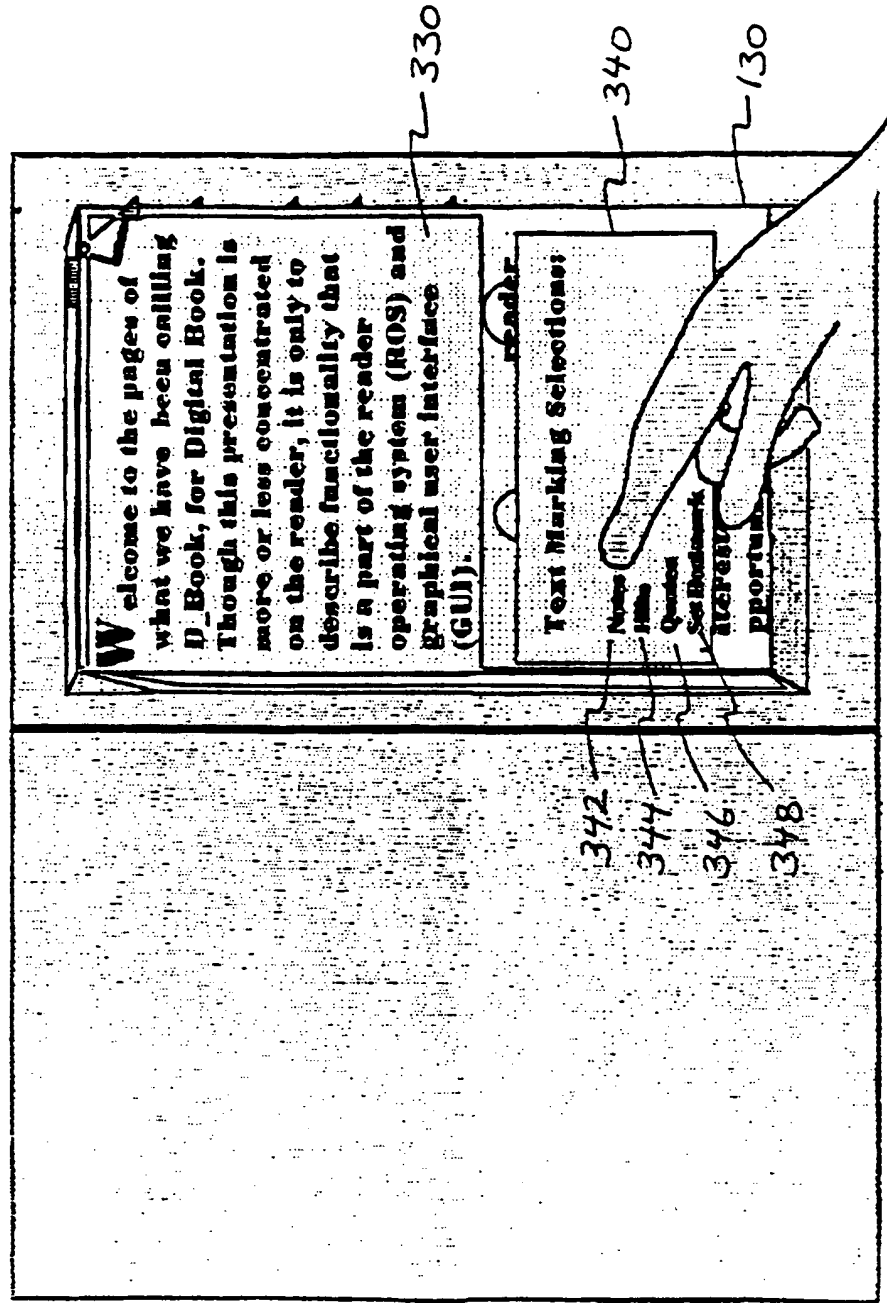 Welcome to the pages of
what we have been calling
D_Book, for Digital Book.
Though this presentation is
more or less concentrated
on the reader, it is only to
describe functionality that
is a part of the reader
operating system (ROS) and
graphical user interface
(GUI).
reader
Text Marking Selections:
Notes
Quotes
Set Bookmark
330
340
130
342
344
346
348